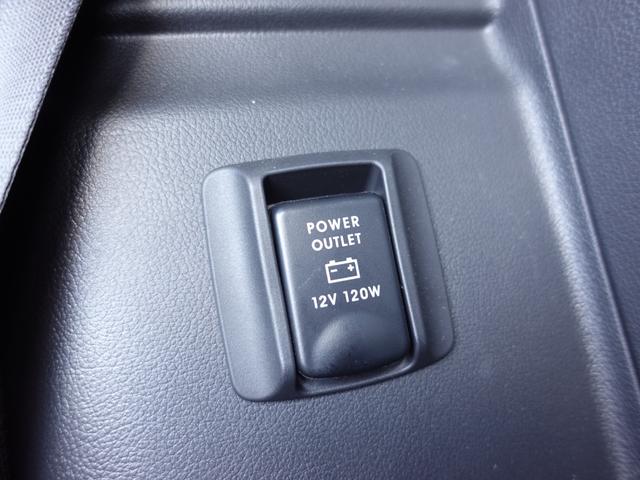 POWER
OUTLET
- +
12V 120W